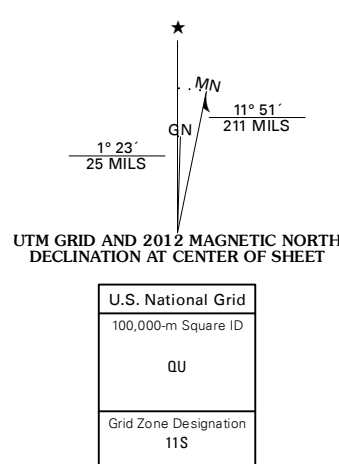 MN
GN
11° 51´
211 MILS
1° 23´
25 MILS
UTM GRID AND 2012 MAGNETIC NORTH
DECLINATION AT CENTER OF SHEET
U.S. National Grid
100,000-m Square ID
QU
Grid Zone Designation
11S